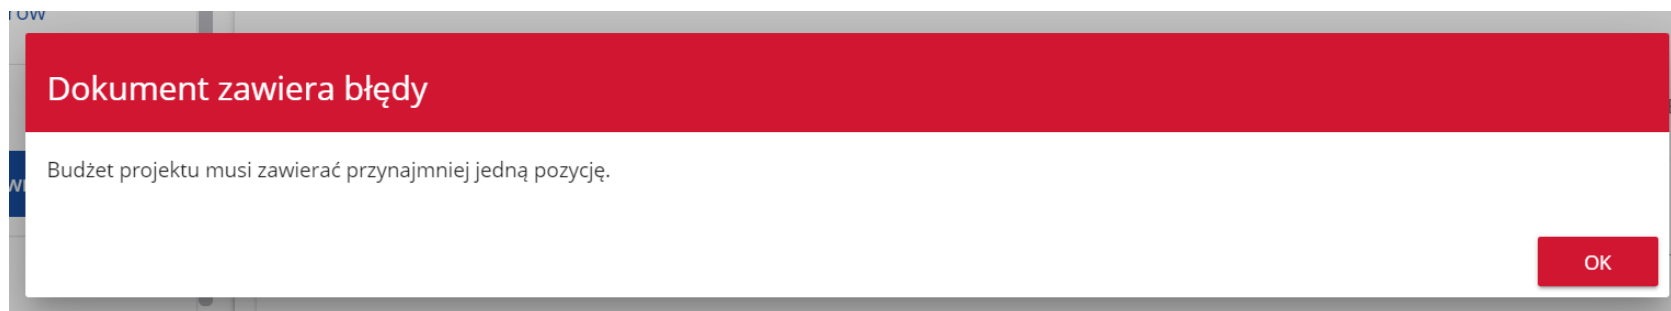 Dokument zawiera błędy
Budżet projektu musi zawierać przynajmniej jedną pozycję.
OK